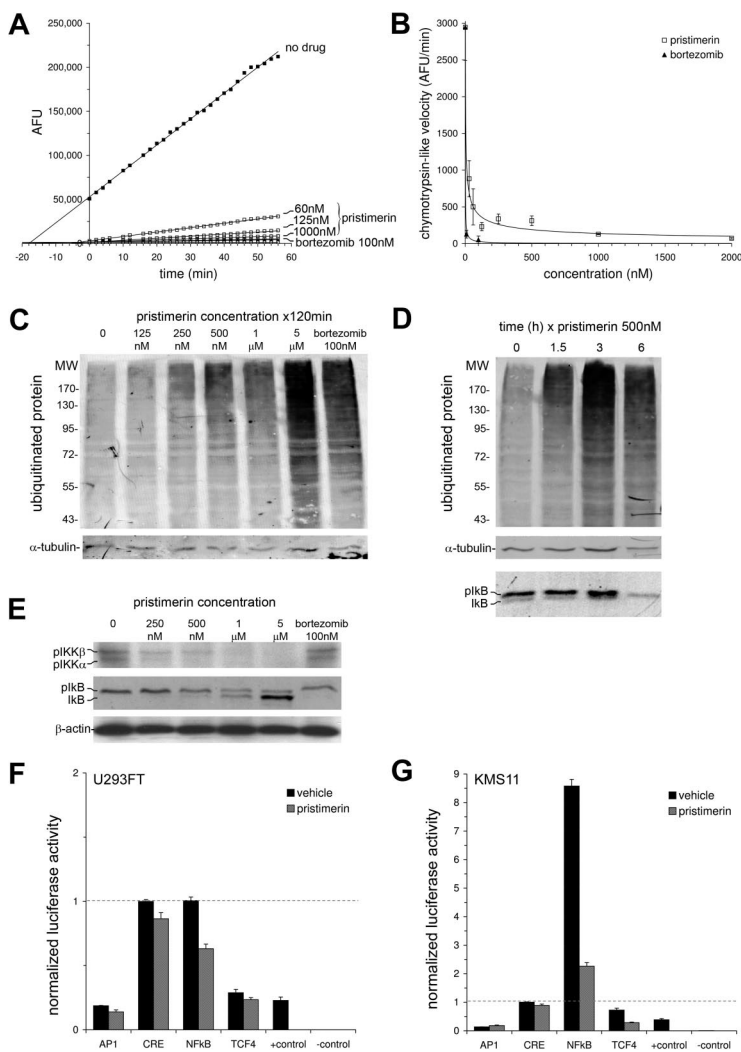 A
no drug
250,000
200,000
150,000
100,000
50,000
AFU
60nM
125nM
1000nM
pristimerin
bortezomib 100nM
-20 -10 0 10 20 30 40 50 60
time (min)
B
3000
2500
2000
1500
1000
500
0
chymotrypsin-like velocity (AFU/min)
pristimerin
bortezomib
0 500 1000 1500 2000
concentration (nM)
C
pristimerin concentration x120min
0 125 nM 250 nM 500 nM 1 µM 5 µM bortezomib 100nM
MW
170-
130-
95-
72-
55-
43-
ubiquitinated protein
α-tubulin
D
time (h) x pristimerin 500nM
0 1.5 3 6
MW
170-
130-
95-
72-
55-
43-
ubiquitinated protein
α-tubulin
pIkB
IkB
E
pristimerin concentration
0 250 nM 500 nM 1 µM 5 µM bortezomib 100nM
pIKKβ
pIKKα
pIkB
IkB
β-actin
F
U293FT
2
1
0
normalized luciferase activity
vehicle
pristimerin
AP1 CRE NFkB TCF4 +control -control
G
KMS11
9
8
7
6
5
4
3
2
1
0
normalized luciferase activity
vehicle
pristimerin
AP1 CRE NFkB TCF4 +control -control